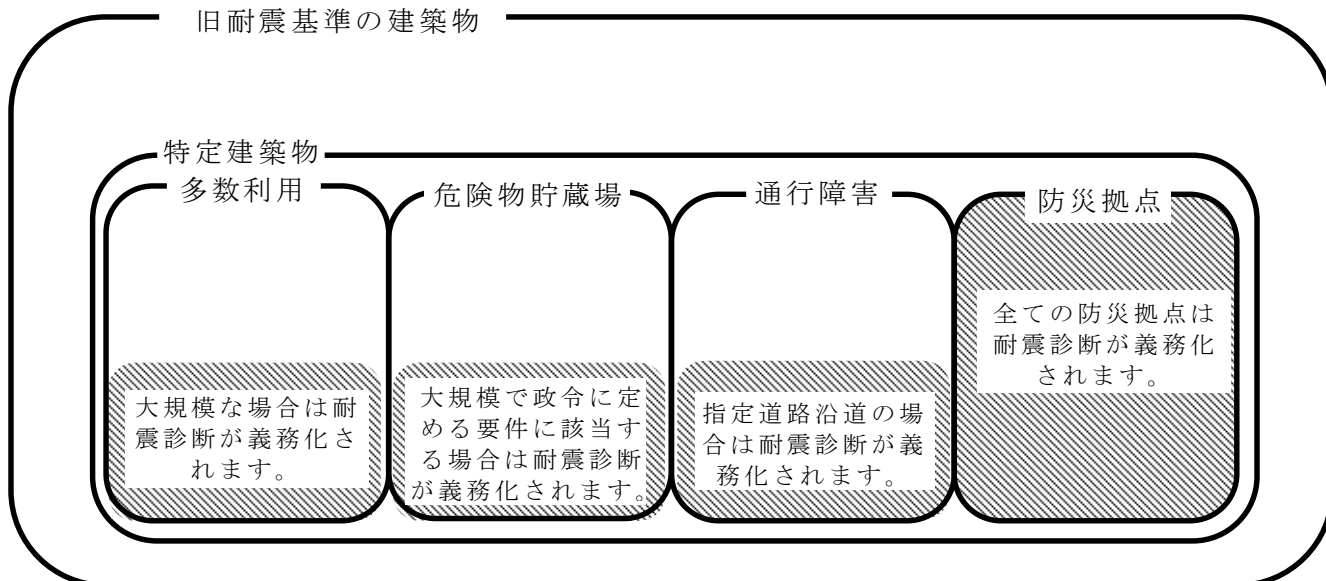 旧耐震基準の建築物
特定建築物
多数利用
危険物貯蔵場
通行障害
防災拠点
大規模な場合は耐
震診断が義務化さ
れます。
大規模で政令に定
める要件に該当す
る場合は耐震診断
が義務化されます。
指定道路沿道の場
合は耐震診断が義
務化されます。
全ての防災拠点は
耐震診断が義務化
されます。